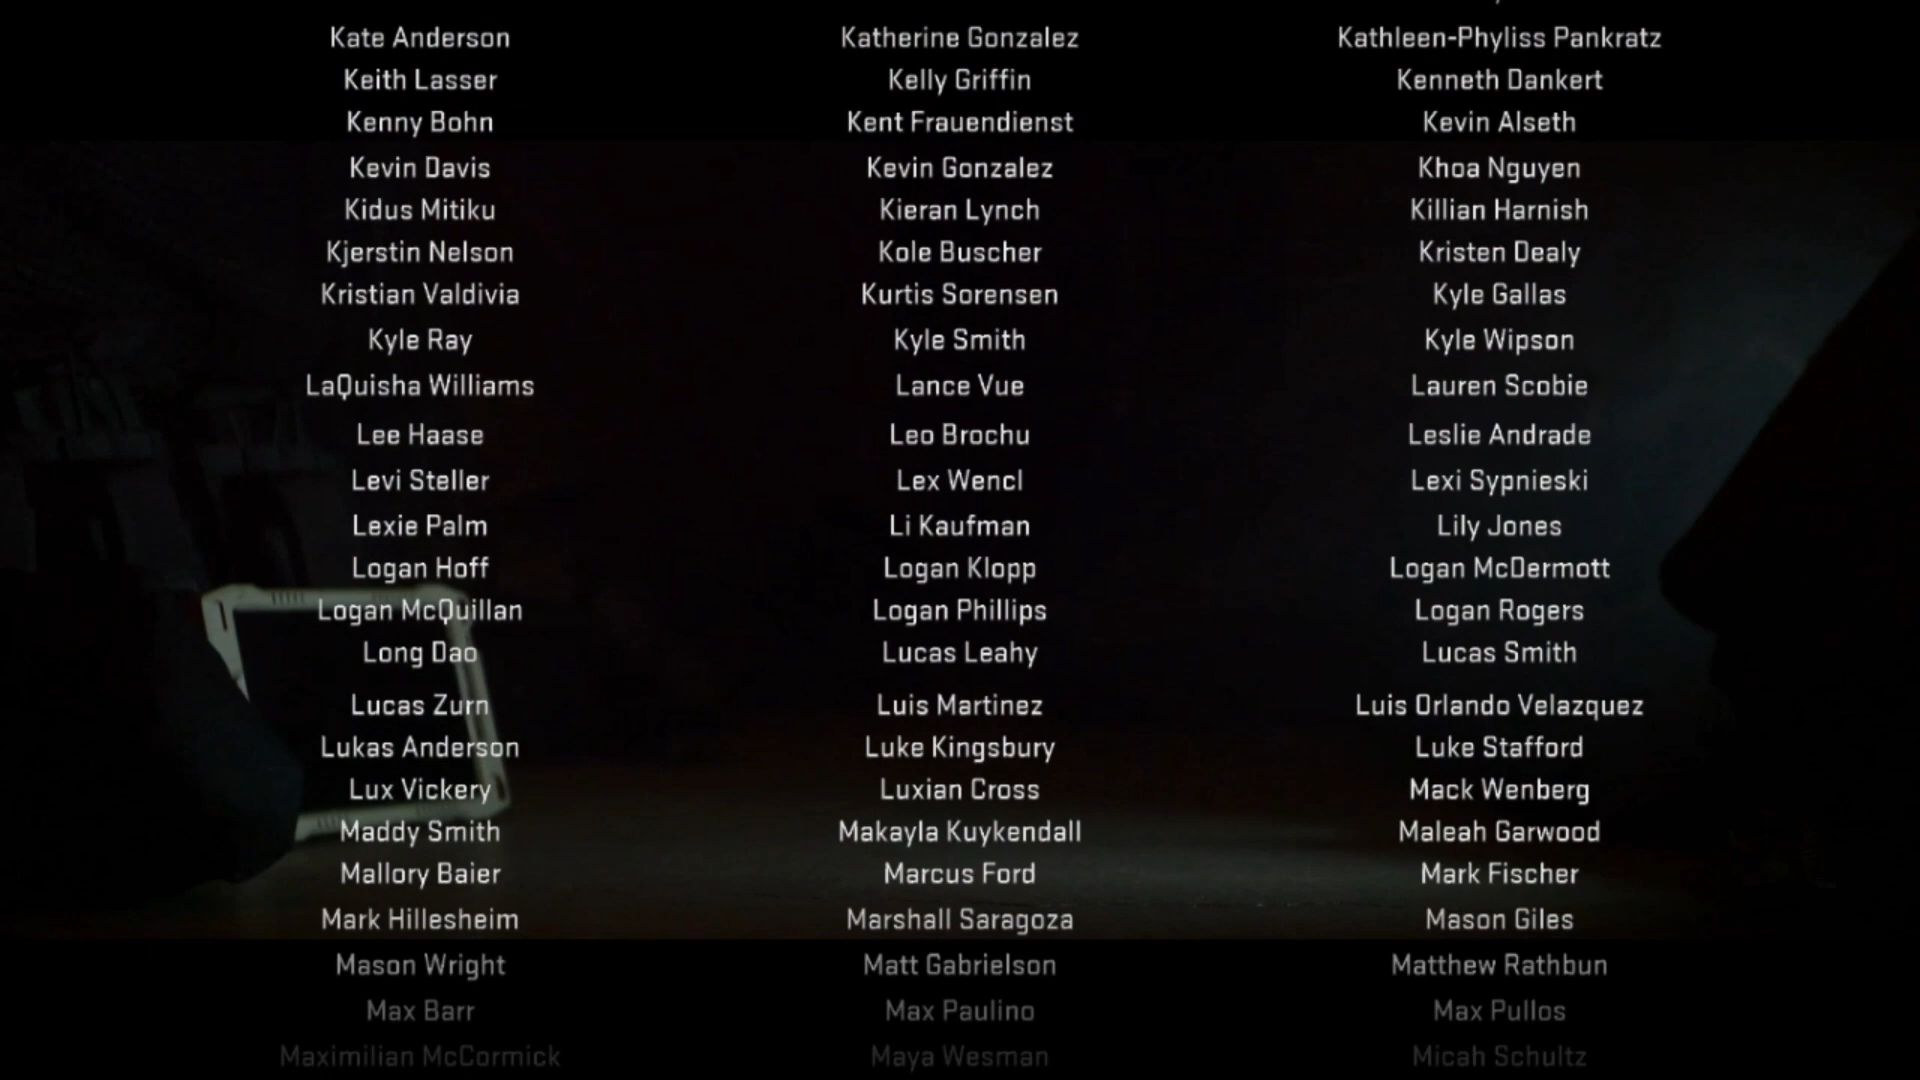 Kate Anderson Katherine Gonzalez Kathleen-Phyliss Pankratz
Keith Lasser Kelly Griffin Kenneth Dankert
Kenny Bohn Kent Frauendienst Kevin Alseth
Kevin Davis Kevin Gonzalez Khoa Nguyen
Kidus Mitiku Kieran Lynch Killian Harnish
Kjerstin Nelson Kole Buscher Kristen Dealy
Kristian Valdivia Kurtis Sorensen Kyle Gallas
Kyle Ray Kyle Smith Kyle Wipson
LaQuisha Williams Lance Vue Lauren Scobie
Lee Haase Leo Brochu Leslie Andrade
Levi Steller Lex Wencl Lexi Sypnieski
Lexie Palm Li Kaufman Lily Jones
Logan Hoff Logan Klopp Logan McDermott
Logan McQuillan Logan Phillips Logan Rogers
Long Dao Lucas Leahy Lucas Smith
Lucas Zurn Luis Martinez Luis Orlando Velazquez
Lukas Anderson Luke Kingsbury Luke Stafford
Lux Vickery Luxian Cross Mack Wenberg
Maddy Smith Makayla Kuykendall Maleah Garwood
Mallory Baier Marcus Ford Mark Fischer
Mark Hillesheim Marshall Saragoza Mason Giles
Mason Wright Matt Gabrielson Matthew Rathbun
Max Barr Max Paulino Max Pullos
Maximilian McCormick Maya Wesman Micah Schultz